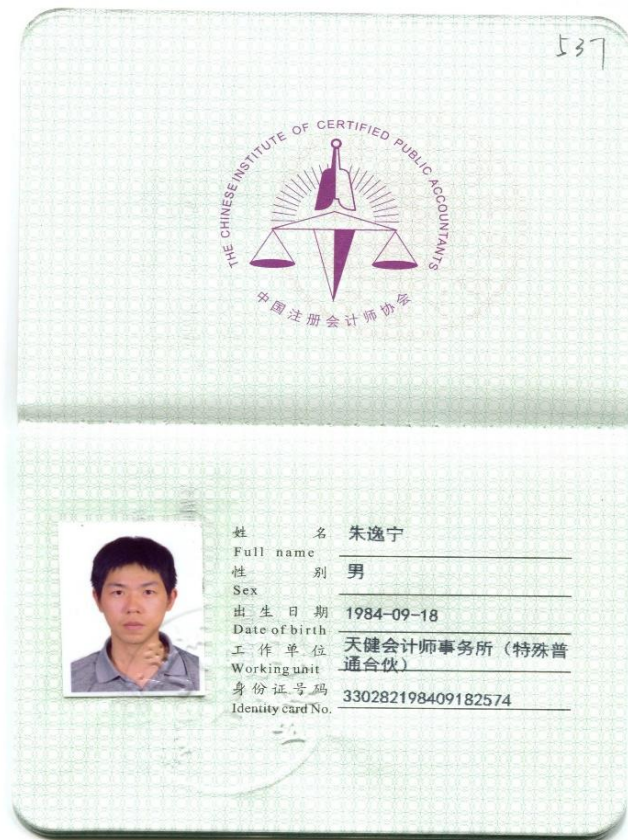 537
THE CHINESE INSTITUTE OF CERTIFIED PUBLIC ACCOUNTANTS
中国注册会计师协会
姓 名 朱逸宁
Full name
性 别 男
Sex
出生日期 1984-09-18
Date of birth
工作单位 天健会计师事务所（特殊普
Working unit 通合伙）
身份证号码 330282198409182574
Identity card No.